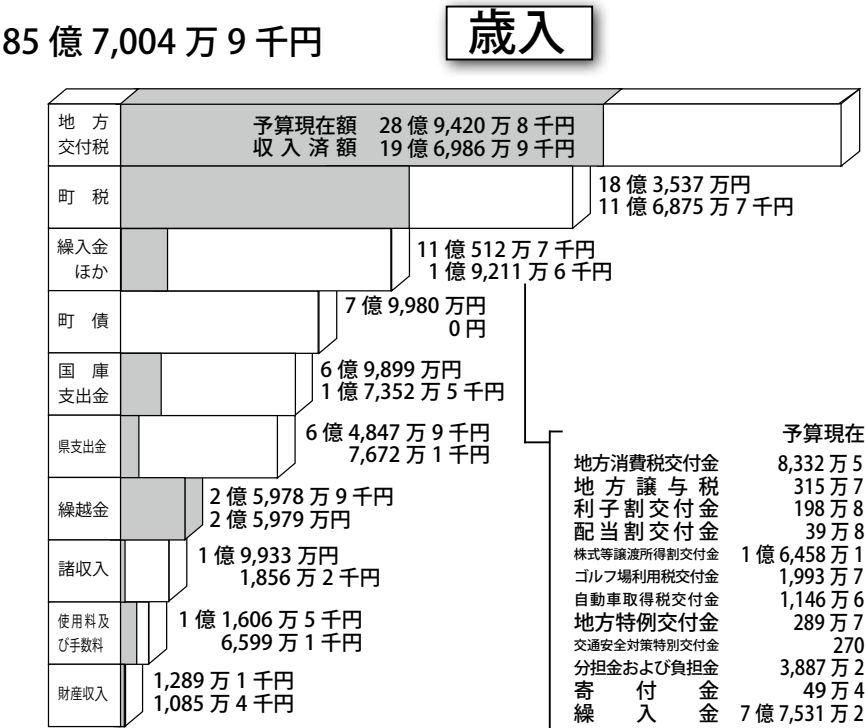 85 億 7,004 万 9 千円
歳入
地方
交付税
予算現在額 28 億 9,420 万 8 千円
収入済額 19 億 6,986 万 9 千円
町税
18 億 3,537 万円
11 億 6,875 万 7 千円
繰入金
ほか
11 億 512 万 7 千円
1 億 9,211 万 6 千円
町債
7 億 9,980 万円
0 円
国庫
支出金
6 億 9,899 万円
1 億 7,352 万 5 千円
県支出金
6 億 4,847 万 9 千円
7,672 万 1 千円
繰越金
2 億 5,978 万 9 千円
2 億 5,979 万円
諸収入
1 億 9,933 万円
1,856 万 2 千円
使用料及
び手数料
1 億 1,606 万 5 千円
6,599 万 1 千円
財産収入
1,289 万 1 千円
1,085 万 4 千円
予算現在
地方消費税交付金 8,332 万 5
地方譲与税 315 万 7
利子割交付金 198 万 8
配当割交付金 39 万 8
株式等譲渡所得割交付金 1 億 6,458 万 1
ゴルフ場利用税交付金 1,993 万 7
自動車取得税交付金 1,146 万 6
地方特例交付金 289 万 7
交通安全対策特別交付金 270
分担金および負担金 3,887 万 2
寄付金 49 万 4
繰入金 7 億 7,531 万 2